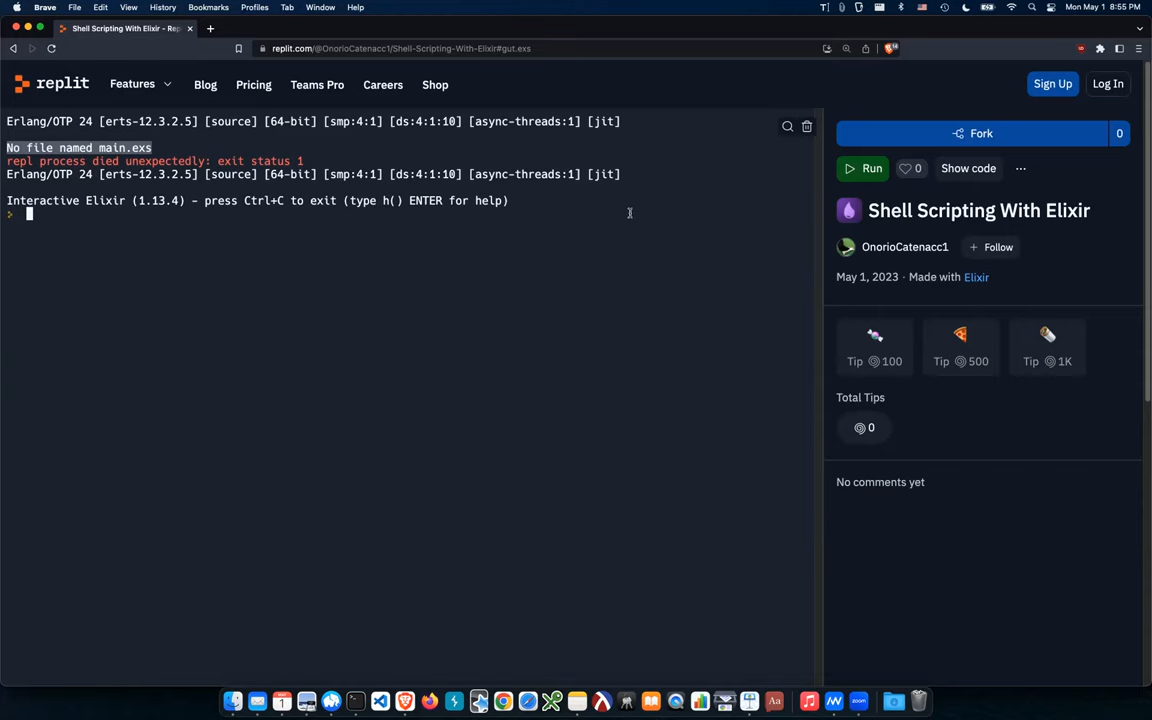 Brave File Edit View History Bookmarks Profiles Tab Window Help
Mon May 1 8:55 PM
Shell Scripting With Elixir - Rep
replit.com/@OnorioCatenacc1/Shell-Scripting-With-Elixir#gut.exs
replit
Features
Blog
Pricing
Teams Pro
Careers
Shop
Sign Up
Log In
Erlang/OTP 24 [erts-12.3.2.5] [source] [64-bit] [smp:4:1] [ds:4:1:10] [async-threads:1] [jit]
No file named main.exs
repl process died unexpectedly: exit status 1
Erlang/OTP 24 [erts-12.3.2.5] [source] [64-bit] [smp:4:1] [ds:4:1:10] [async-threads:1] [jit]
Interactive Elixir (1.13.4) - press Ctrl+C to exit (type h() ENTER for help)
Fork
0
Run
0
Show code
Shell Scripting With Elixir
OnorioCatenacc1
+ Follow
May 1, 2023 · Made with Elixir
Tip 100
Tip 500
Tip 1K
Total Tips
0
No comments yet